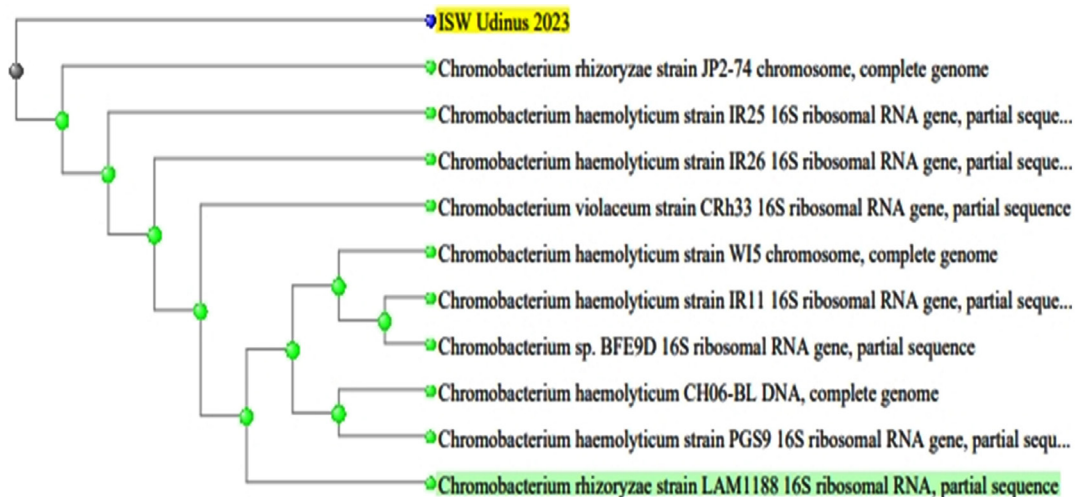 ISW Udinus 2023
Chromobacterium rhizoryzae strain JP2-74 chromosome, complete genome
Chromobacterium haemolyticum strain IR25 16S ribosomal RNA gene, partial seque...
Chromobacterium haemolyticum strain IR26 16S ribosomal RNA gene, partial seque...
Chromobacterium violaceum strain CRh33 16S ribosomal RNA gene, partial sequence
Chromobacterium haemolyticum strain WI5 chromosome, complete genome
Chromobacterium haemolyticum strain IR11 16S ribosomal RNA gene, partial seque...
Chromobacterium sp. BFE9D 16S ribosomal RNA gene, partial sequence
Chromobacterium haemolyticum CH06-BL DNA, complete genome
Chromobacterium haemolyticum strain PGS9 16S ribosomal RNA gene, partial sequ...
Chromobacterium rhizoryzae strain LAM1188 16S ribosomal RNA, partial sequence